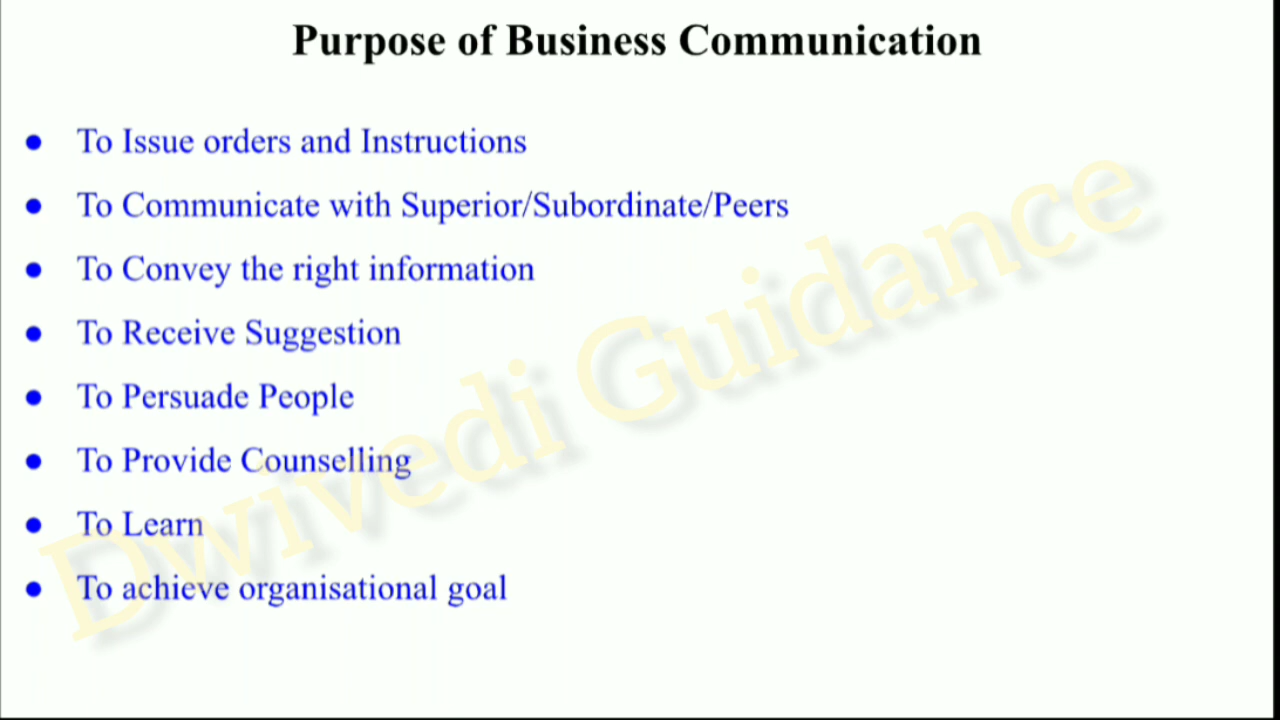 Purpose of Business Communication
● To Issue orders and Instructions
● To Communicate with Superior/Subordinate/Peers
● To Convey the right information
● To Receive Suggestion
● To Persuade People
● To Provide Counselling
● To Learn
● To achieve organisational goal
Dwivedi Guidance